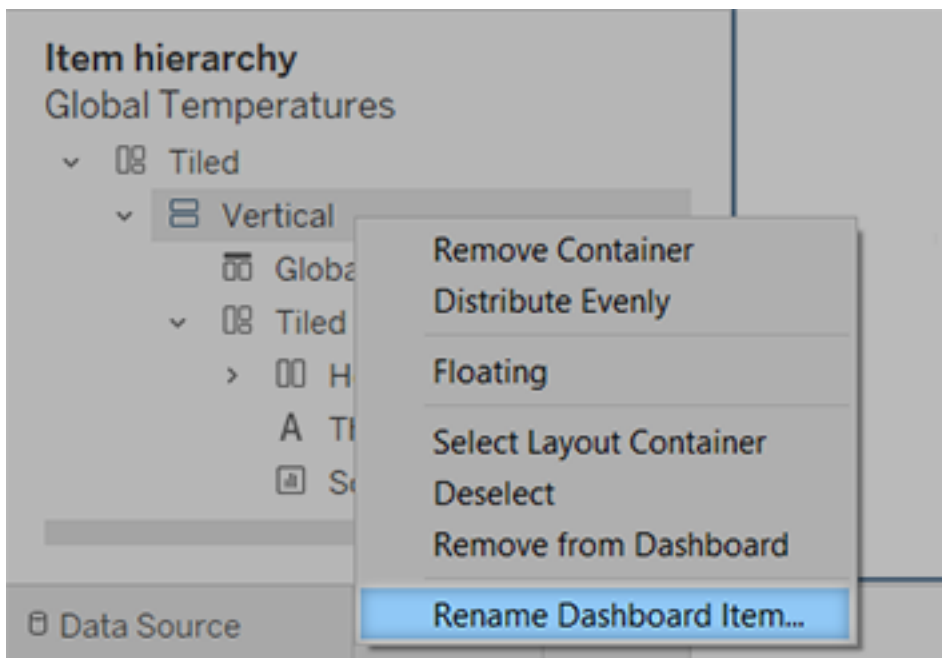 Item hierarchy
Global Temperatures
Tiled
Vertical
Tiled
Remove Container
Distribute Evenly
Floating
Select Layout Container
Deselect
Remove from Dashboard
Rename Dashboard Item...
Data Source